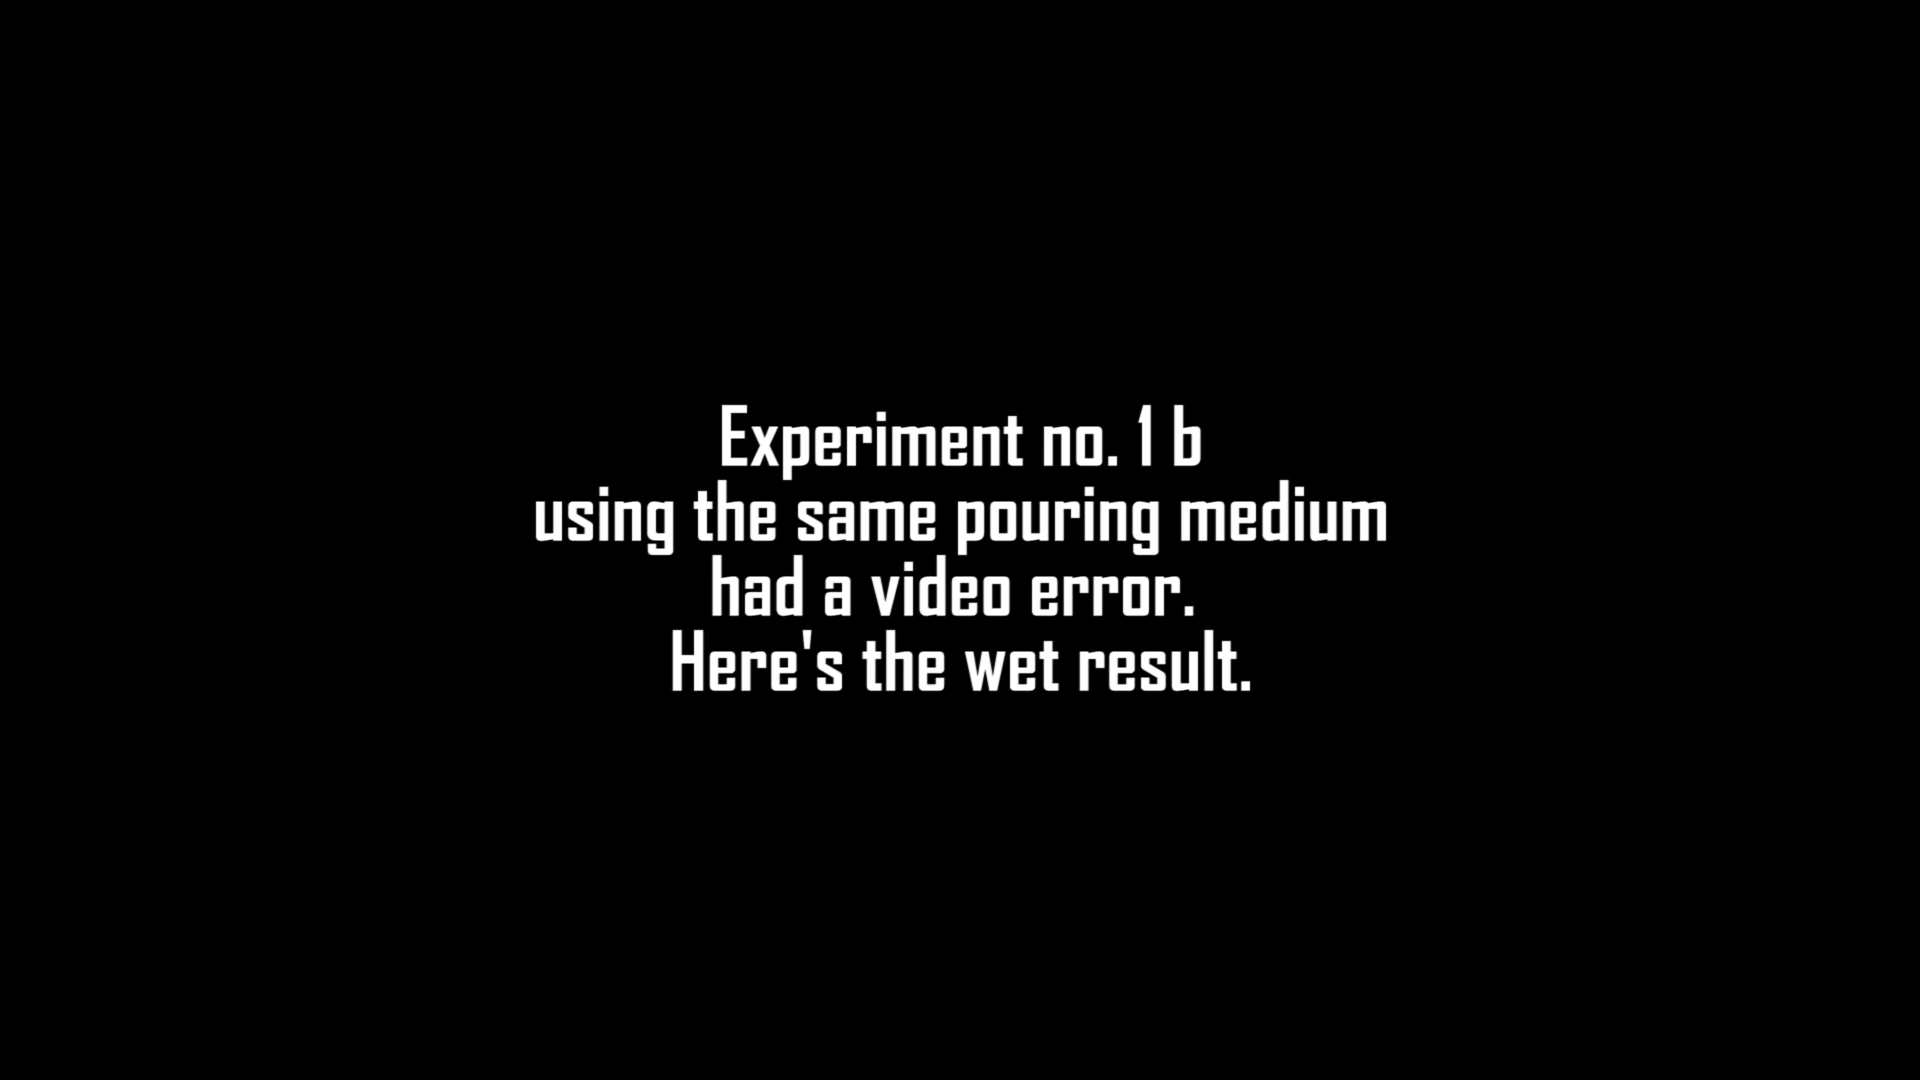 Experiment no. 1 b
using the same pouring medium
had a video error.
Here's the wet result.